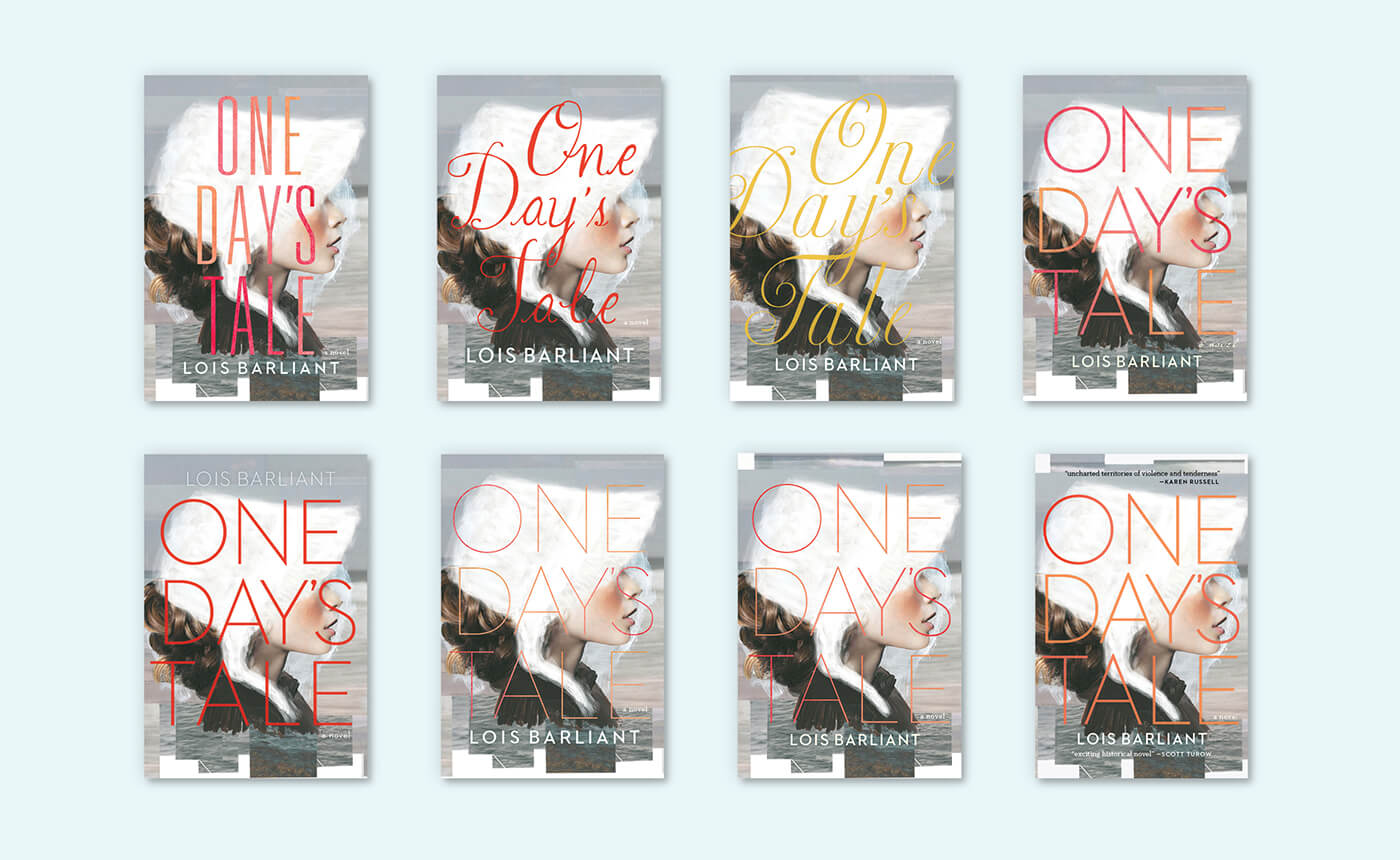 ONE
DAY'S
TALE
a novel
LOIS BARLIANT
One
Day's
Tale
a novel
LOIS BARLIANT
One
Day's
Tale
a novel
LOIS BARLIANT
ONE
DAY'S
TALE
a novel
LOIS BARLIANT
LOIS BARLIANT
ONE
DAY'S
TALE
a novel
ONE
DAY'S
TALE
a novel
LOIS BARLIANT
ONE
DAY'S
TALE
a novel
LOIS BARLIANT
"uncharted territories of violence and tenderness"
—KAREN RUSSELL
ONE
DAY'S
TALE
a novel
LOIS BARLIANT
"exciting historical novel" —SCOTT TUROW